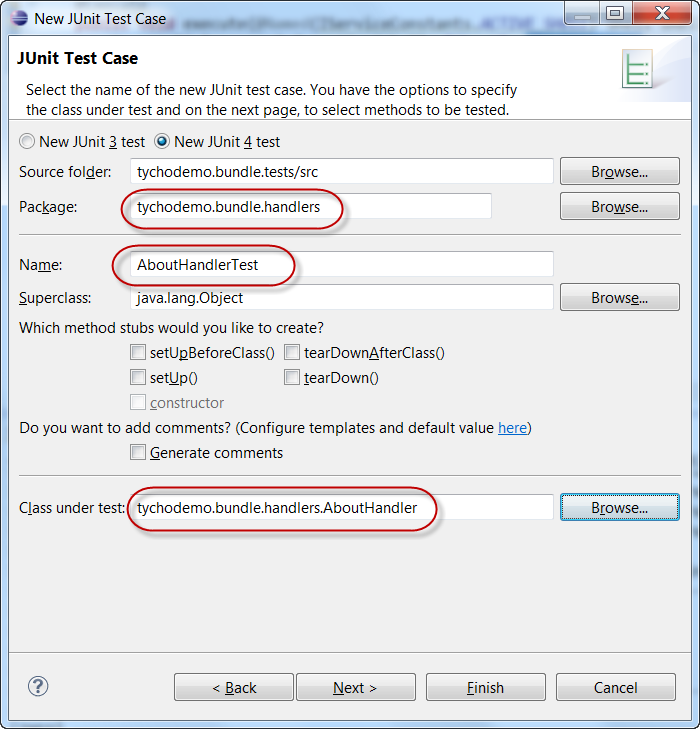 New JUnit Test Case
JUnit Test Case
Select the name of the new JUnit test case. You have the options to specify
the class under test and on the next page, to select methods to be tested.
New JUnit 3 test New JUnit 4 test
Source folder: tychodemo.bundle.tests/src Browse...
Package: tychodemo.bundle.handlers Browse...
Name: AboutHandlerTest
Superclass: java.lang.Object Browse...
Which method stubs would you like to create?
setUpBeforeClass() tearDownAfterClass()
setUp() tearDown()
constructor
Do you want to add comments? (Configure templates and default value here)
Generate comments
Class under test: tychodemo.bundle.handlers.AboutHandler Browse...
? < Back Next > Finish Cancel